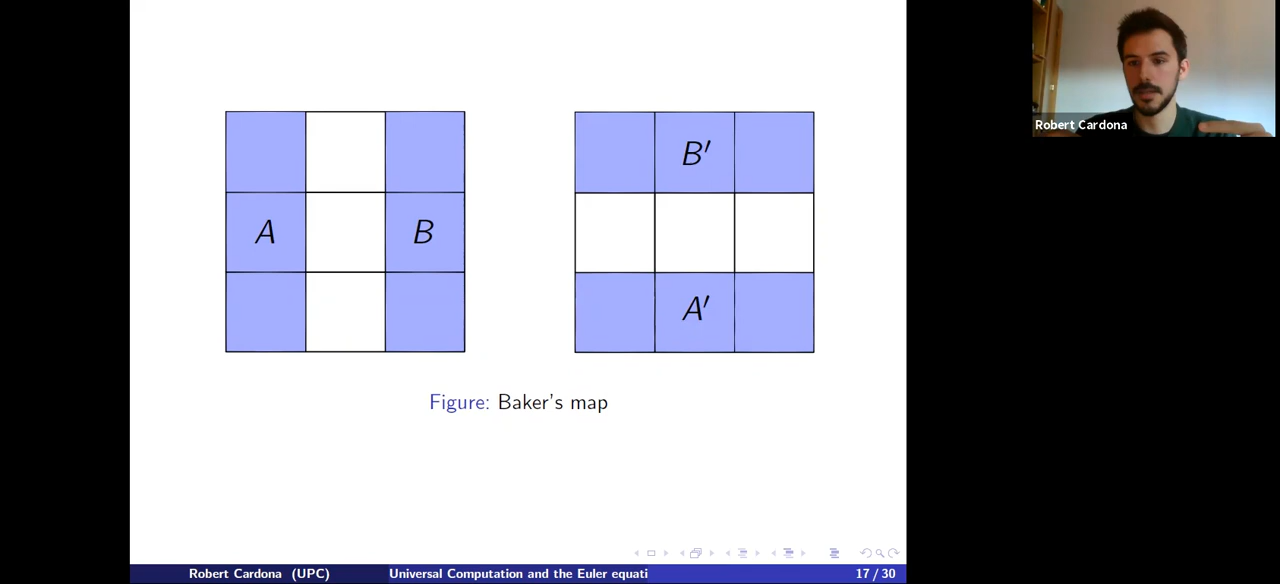 B′
A B
A′
Figure: Baker's map
Robert Cardona (UPC) Universal Computation and the Euler equati 17 / 30
Robert Cardona